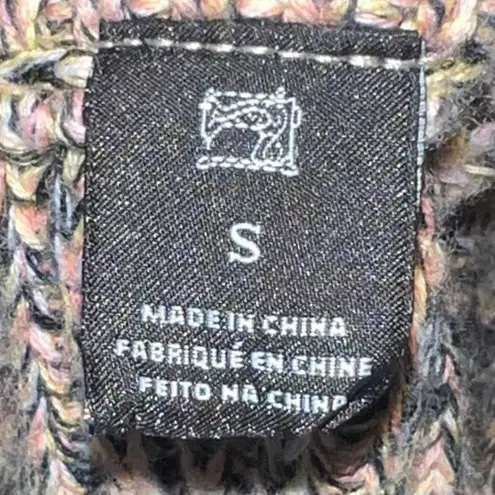 S
MADE IN CHINA
FABRIQUÉ EN CHINE
FEITO NA CHINA